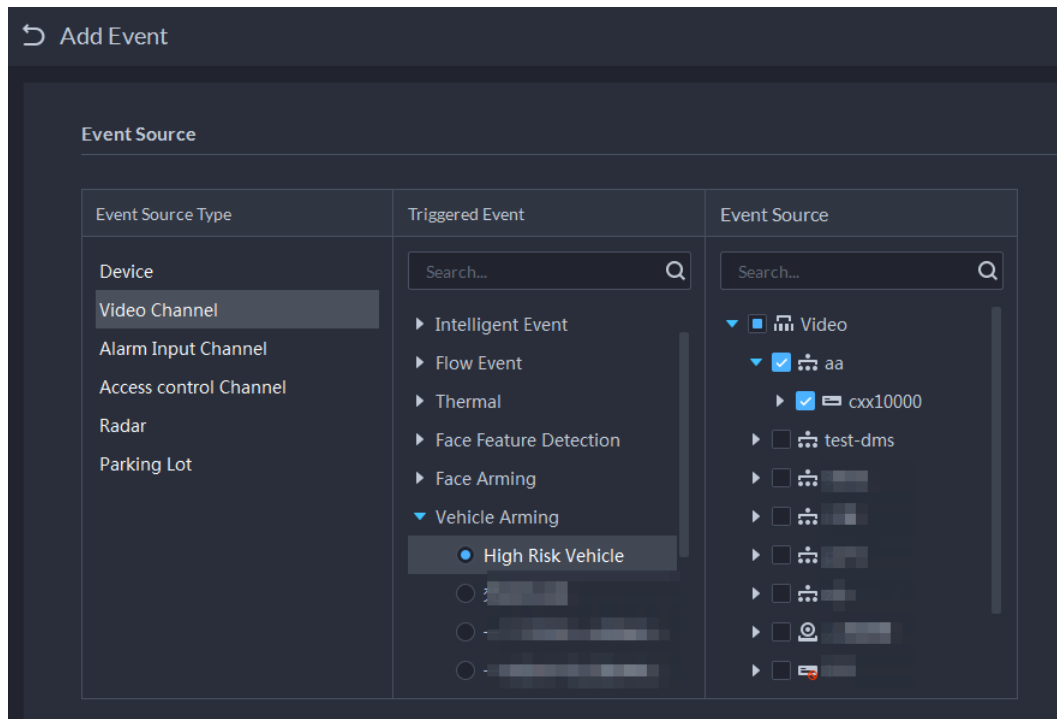 Add Event
Event Source
Event Source Type
Device
Video Channel
Alarm Input Channel
Access control Channel
Radar
Parking Lot
Triggered Event
Search...
Intelligent Event
Flow Event
Thermal
Face Feature Detection
Face Arming
Vehicle Arming
High Risk Vehicle
Event Source
Search...
Video
aa
cxx10000
test-dms